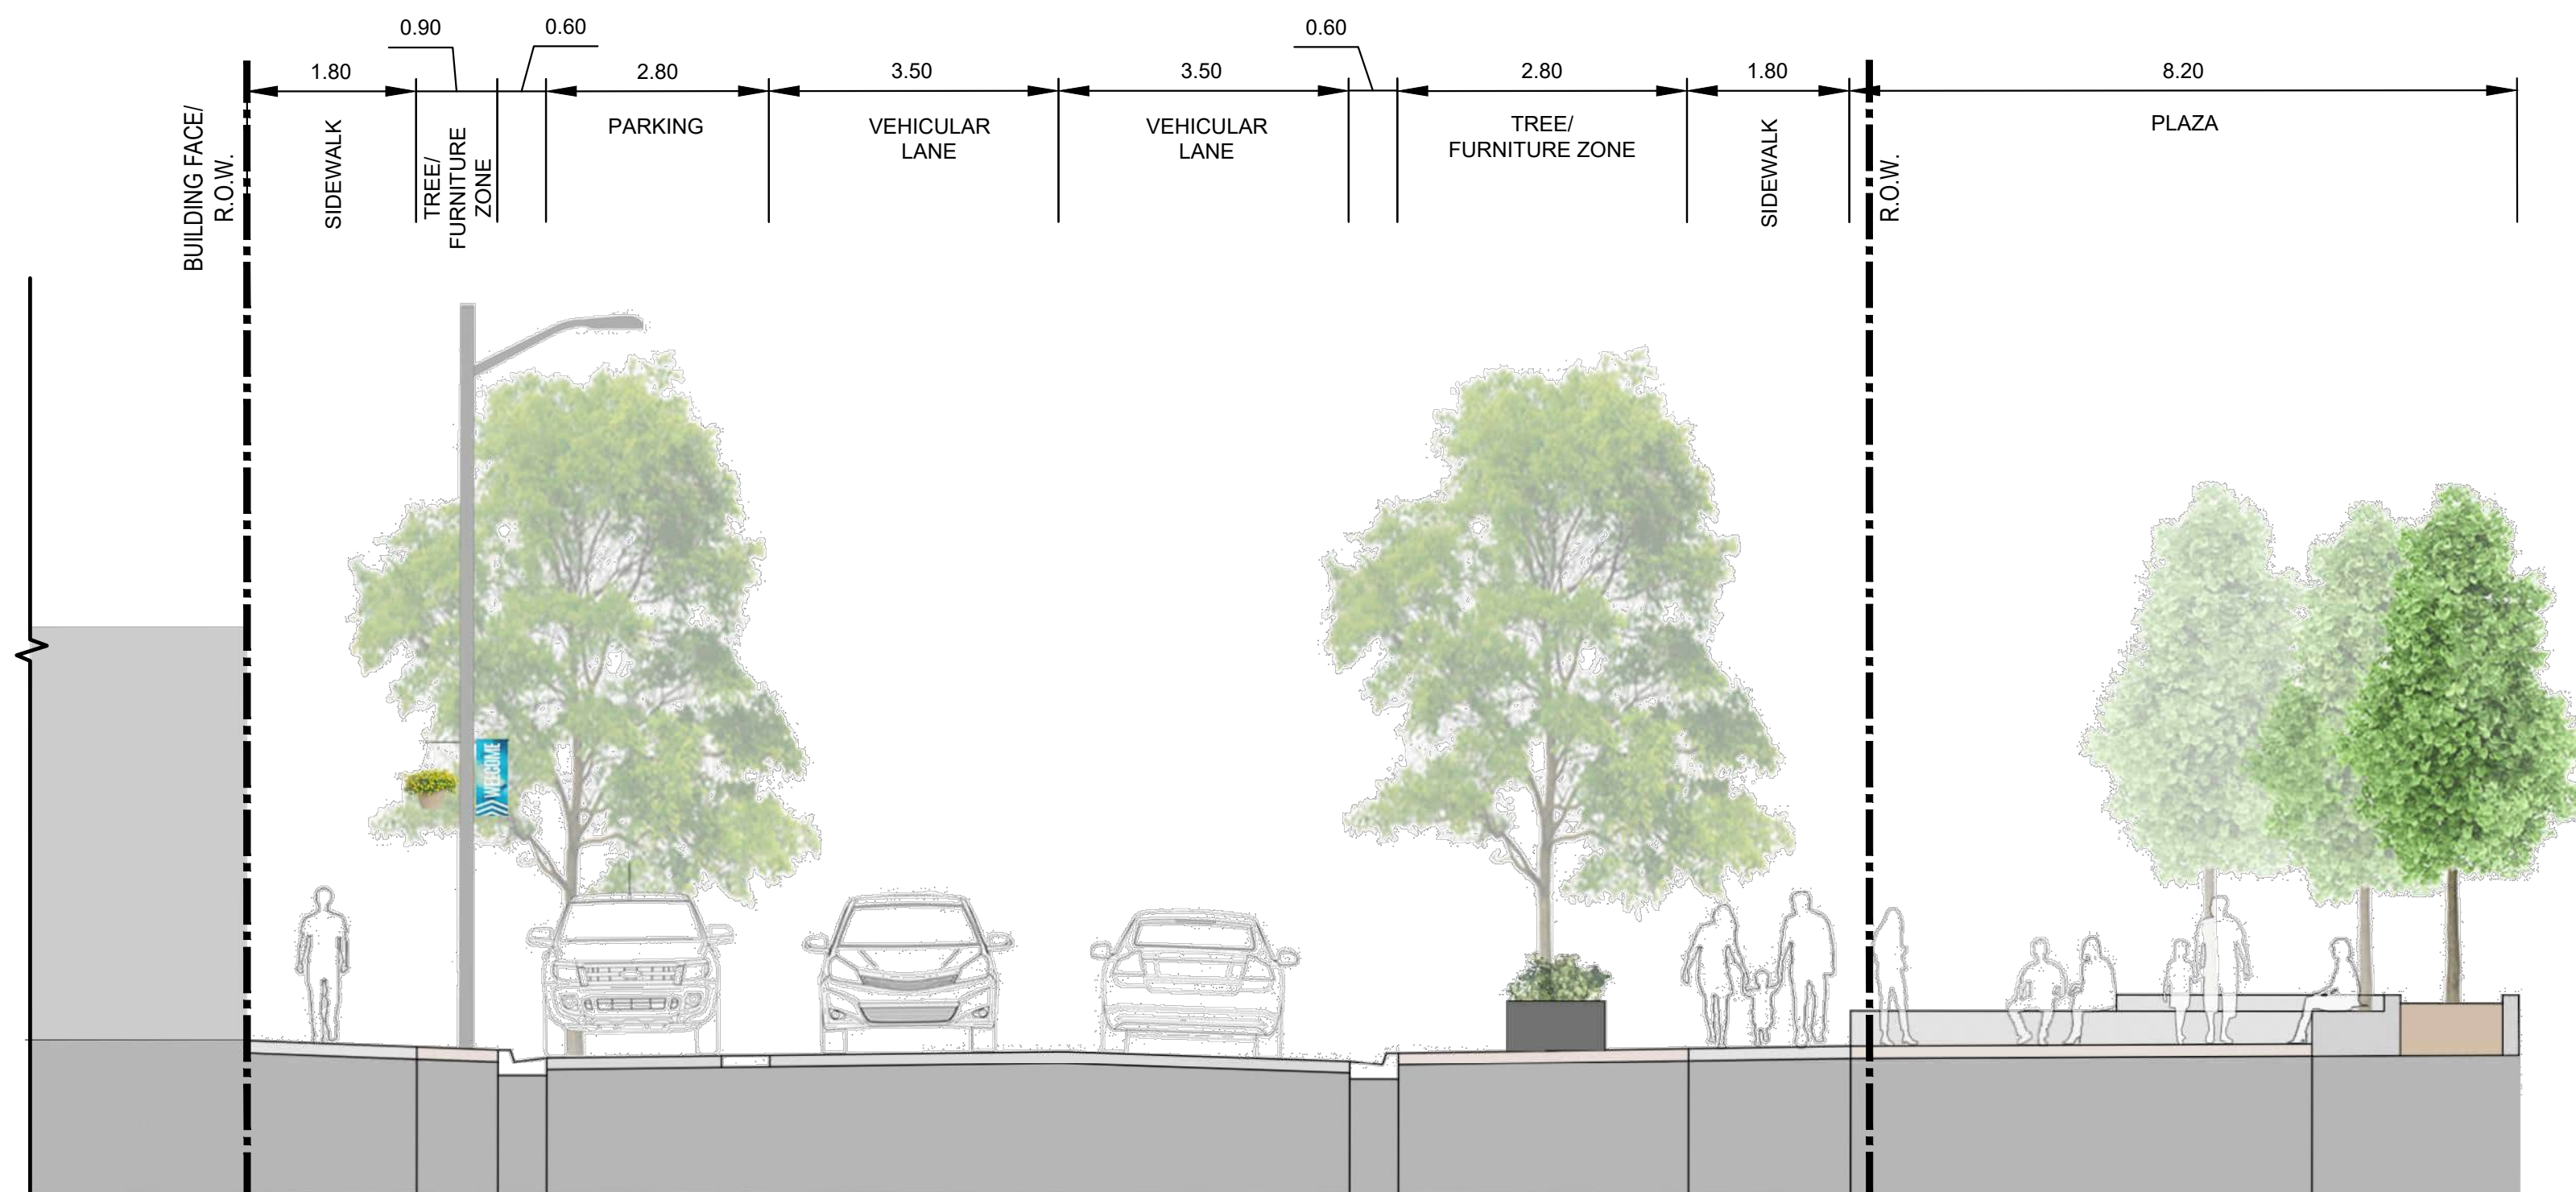 0.90
0.60
0.60
1.80
2.80
3.50
3.50
2.80
1.80
8.20
BUILDING FACE/
R.O.W.
SIDEWALK
TREE/
FURNITURE
ZONE
PARKING
VEHICULAR
LANE
VEHICULAR
LANE
TREE/
FURNITURE ZONE
SIDEWALK
R.O.W.
PLAZA
WELCOME